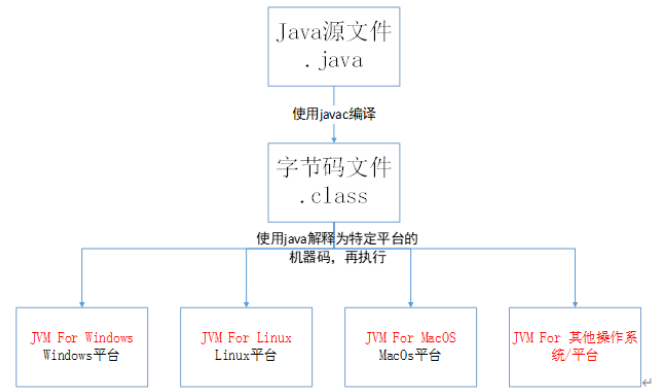 Java源文件
.java
使用javac编译
字节码文件
.class
使用java解释为特定平台的
机器码，再执行
JVM For Windows
Windows平台
JVM For Linux
Linux平台
JVM For MacOS
MacOs平台
JVM For 其他操作系
统/平台